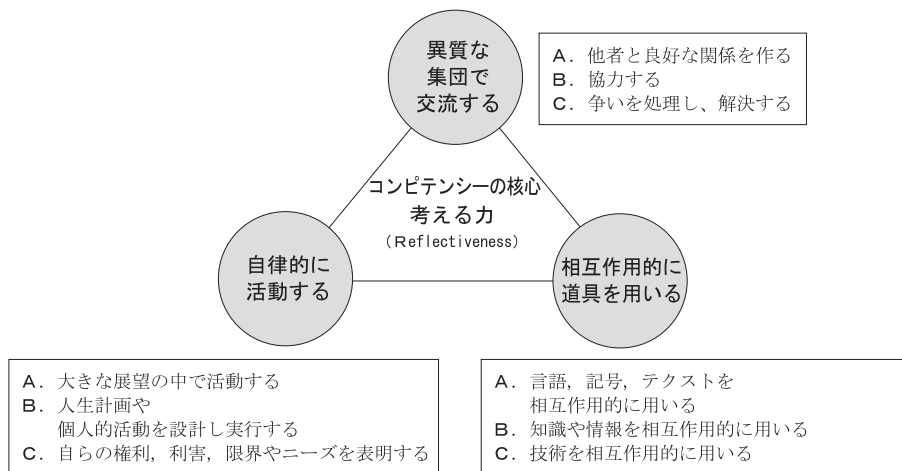 異質な
集団で
交流する
A．他者と良好な関係を作る
B．協力する
C．争いを処理し、解決する
コンピテンシーの核心
考える力
（Reflectiveness）
自律的に
活動する
相互作用的に
道具を用いる
A．大きな展望の中で活動する
B．人生計画や
個人的活動を設計し実行する
C．自らの権利，利害，限界やニーズを表明する
A．言語，記号，テクストを
相互作用的に用いる
B．知識や情報を相互作用的に用いる
C．技術を相互作用的に用いる